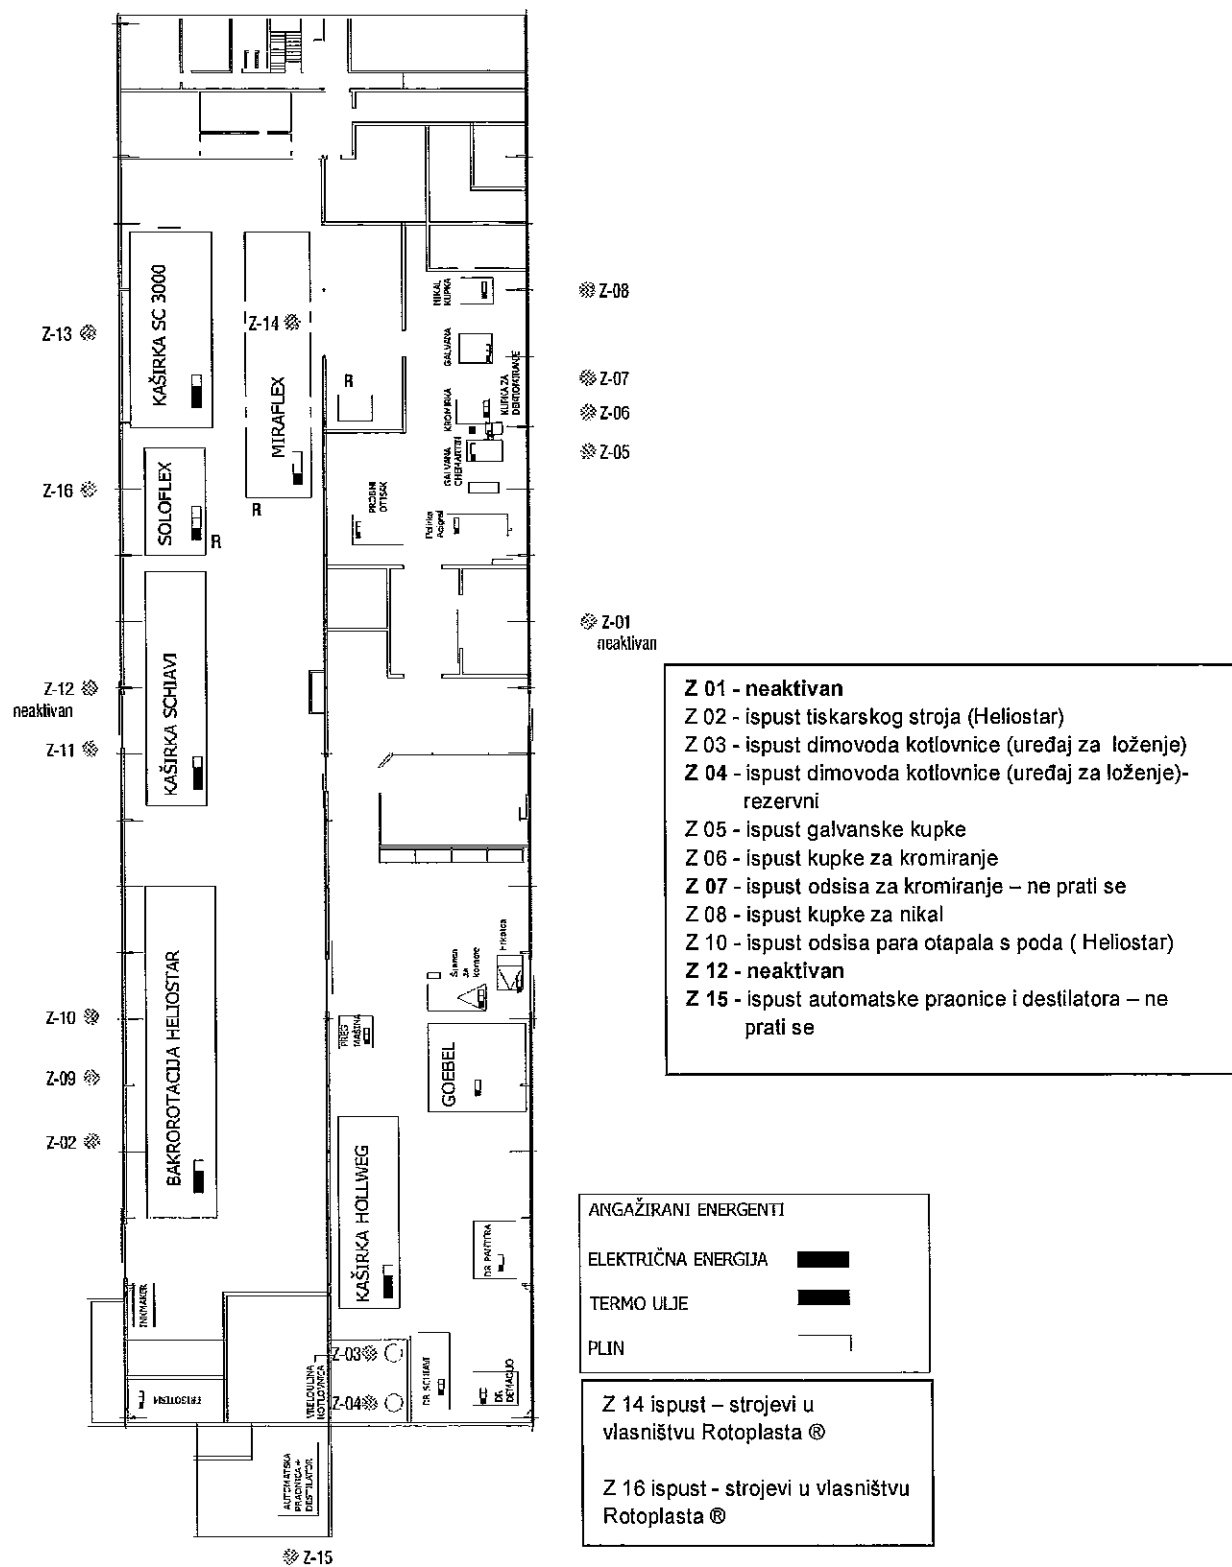 Z-08
NIKAL
KUPKA
Z-13
KAŠIRKA SC 3000
Z-14
GALVANA
Z-07
R
MIRAFLEX
KROMIRKA
KUPKA ZA
Z-06
Z-05
GALVANA
CHEMARTIN
Z-16
SOLOFLEX
R
R
PROBNI
OTISAK
Polirka
Acigraf
Z-01
neaktivan
KAŠIRKA SCHIAVI
Z-12
neaktivan
Z-11
Z 01 - neaktivan
Z 02 - ispust tiskarskog stroja (Heliostar)
Z 03 - ispust dimovoda kotlovnice (uređaj za loženje)
Z 04 - ispust dimovoda kotlovnice (uređaj za loženje)-
rezervni
Z 05 - ispust galvanske kupke
Z 06 - ispust kupke za kromiranje
Z 07 - ispust odsisa za kromiranje – ne prati se
Z 08 - ispust kupke za nikal
Z 10 - ispust odsisa para otapala s poda ( Heliostar)
Z 12 - neaktivan
Z 15 - ispust automatske praonice i destilatora – ne
prati se
BAKROROTACIJA HELIOSTAR
za
Z-10
PREG
MAŠINA
Z-09
GOEBEL
Z-02
KAŠIRKA HOLLWEG
DR. PANTERA
ANGAŽIRANI ENERGENTI
ELEKTRIČNA ENERGIJA
TERMO ULJE
PLIN
INKMAKER
Z-03
VRELOULJNA
KOTLOVNICA
Z-04
DR. SCHIAVI
DR.
Z 14 ispust – strojevi u
vlasništvu Rotoplasta ®
Z 16 ispust - strojevi u vlasništvu
Rotoplasta ®
AUTOMATSKA
PRAONICA +
DESTILATOR
Z-15